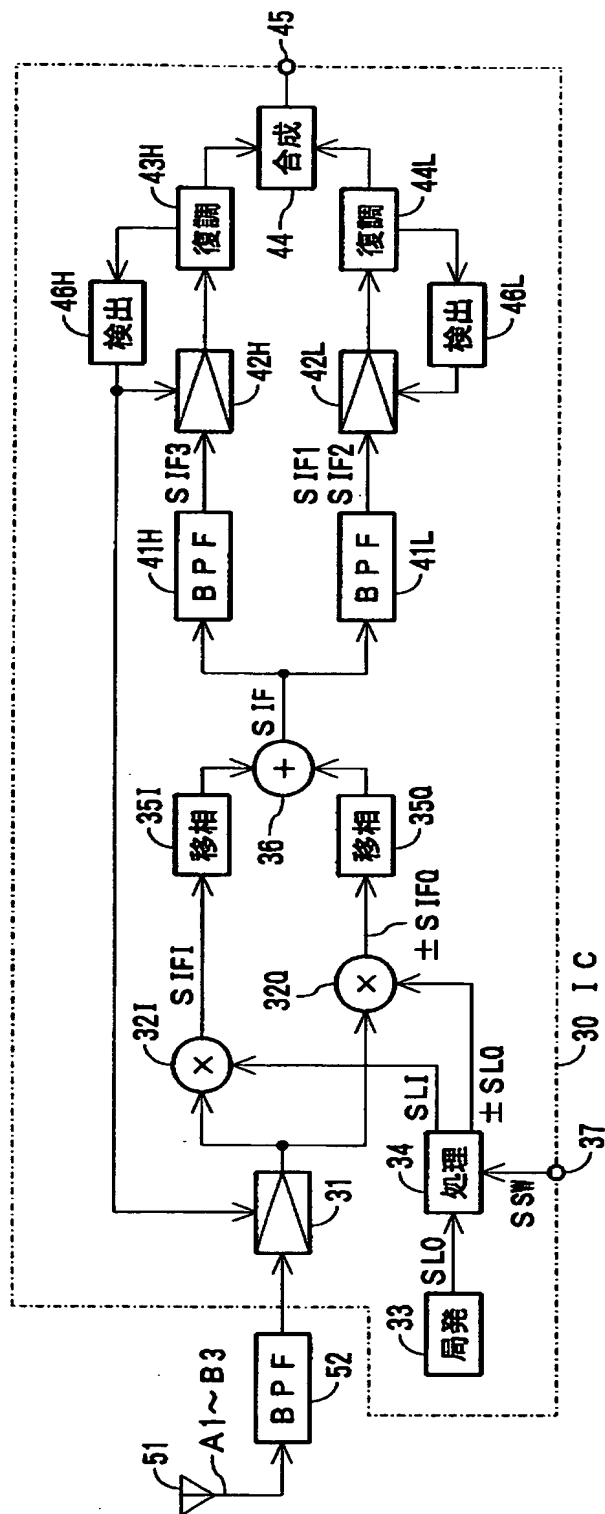 51
A1～B3
BPF
52
31
33
局発
SLO
処理
34
SSW
37
30 IC
SLI
±SLQ
32I
×
32Q
×
SIFI
±SIFQ
35I
移相
移相
35Q
+
36
SIF
41H
BPF
BPF
41L
SIF3
SIF1
SIF2
42H
42L
46H
検出
検出
46L
43H
復調
復調
44L
合成
44
45